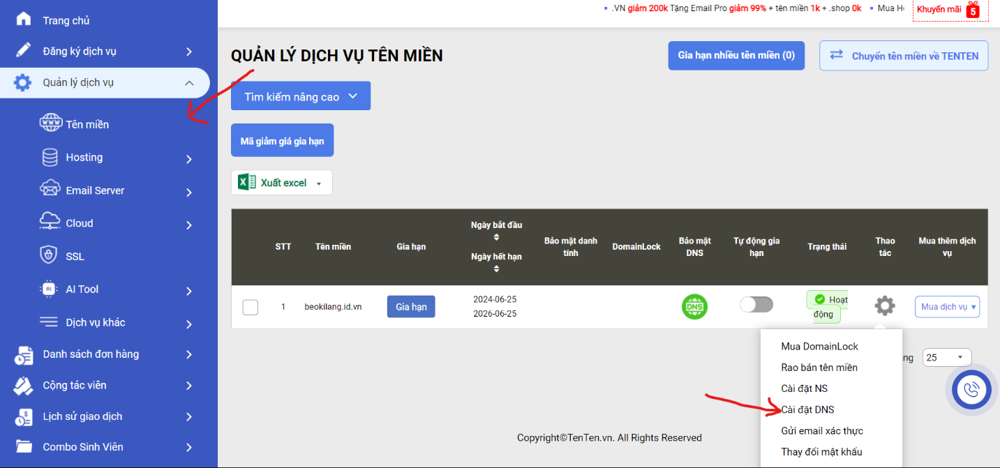 .VN giảm 200k Tặng Email Pro giảm 99% + tên miền 1k + .shop 0k
Mua
Khuyến mãi 5
Trang chủ
Đăng ký dịch vụ
Quản lý dịch vụ
WWW Tên miền
Hosting
Email Server
Cloud
SSL
AI AI Tool
Dịch vụ khác
Danh sách đơn hàng
Cộng tác viên
Lịch sử giao dịch
Combo Sinh Viên
QUẢN LÝ DỊCH VỤ TÊN MIỀN
Gia hạn nhiều tên miền (0)
Chuyển tên miền về TENTEN
Tìm kiếm nâng cao
Mã giảm giá gia hạn
X Xuất excel
STT
Tên miền
Gia hạn
Ngày bắt đầu
Ngày hết hạn
Bảo mật danh
tính
DomainLock
Bảo mật
DNS
Tự động gia
hạn
Trạng thái
Thao
tác
Mua thêm dịch
vụ
1
beokilang.id.vn
Gia hạn
2024-06-25
2026-06-25
DNS
Hoạt
động
Mua dịch vụ
Mua DomainLock
Rao bán tên miền
Cài đặt NS
Cài đặt DNS
Gửi email xác thực
Thay đổi mật khẩu
ng 25
Copyright©TenTen.vn. All Rights Reserved